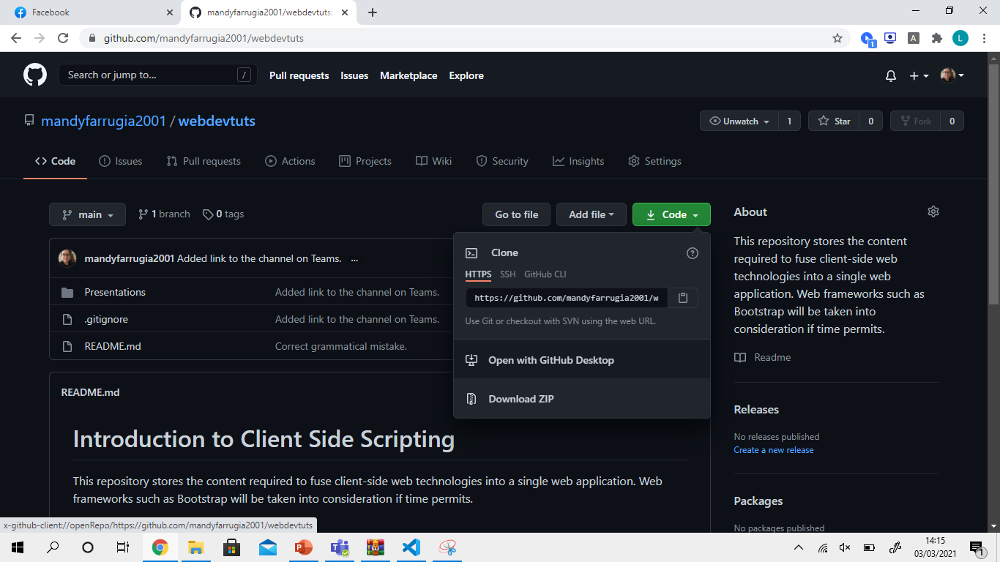 Facebook
mandyfarrugia2001/webdevtuts:
github.com/mandyfarrugia2001/webdevtuts
1
A
L
Search or jump to...
/
Pull requests
Issues
Marketplace
Explore
mandyfarrugia2001 / webdevtuts
Unwatch
1
Star
0
Fork
0
Code
Issues
Pull requests
Actions
Projects
Wiki
Security
Insights
Settings
main
1 branch
0 tags
Go to file
Add file
Code
mandyfarrugia2001 Added link to the channel on Teams. ...
Presentations
Added link to the channel on Teams.
.gitignore
Added link to the channel on Teams.
README.md
Correct grammatical mistake.
Clone
HTTPS
SSH
GitHub CLI
https://github.com/mandyfarrugia2001/w
Use Git or checkout with SVN using the web URL.
Open with GitHub Desktop
Download ZIP
README.md
Introduction to Client Side Scripting
This repository stores the content required to fuse client-side web technologies into a single web application. Web
frameworks such as Bootstrap will be taken into consideration if time permits.
About
This repository stores the content
required to fuse client-side web
technologies into a single web
application. Web frameworks such as
Bootstrap will be taken into
consideration if time permits.
Readme
Releases
No releases published
Create a new release
Packages
No packages published
x-github-client://openRepo/https://github.com/mandyfarrugia2001/webdevtuts
14:15
03/03/2021
1